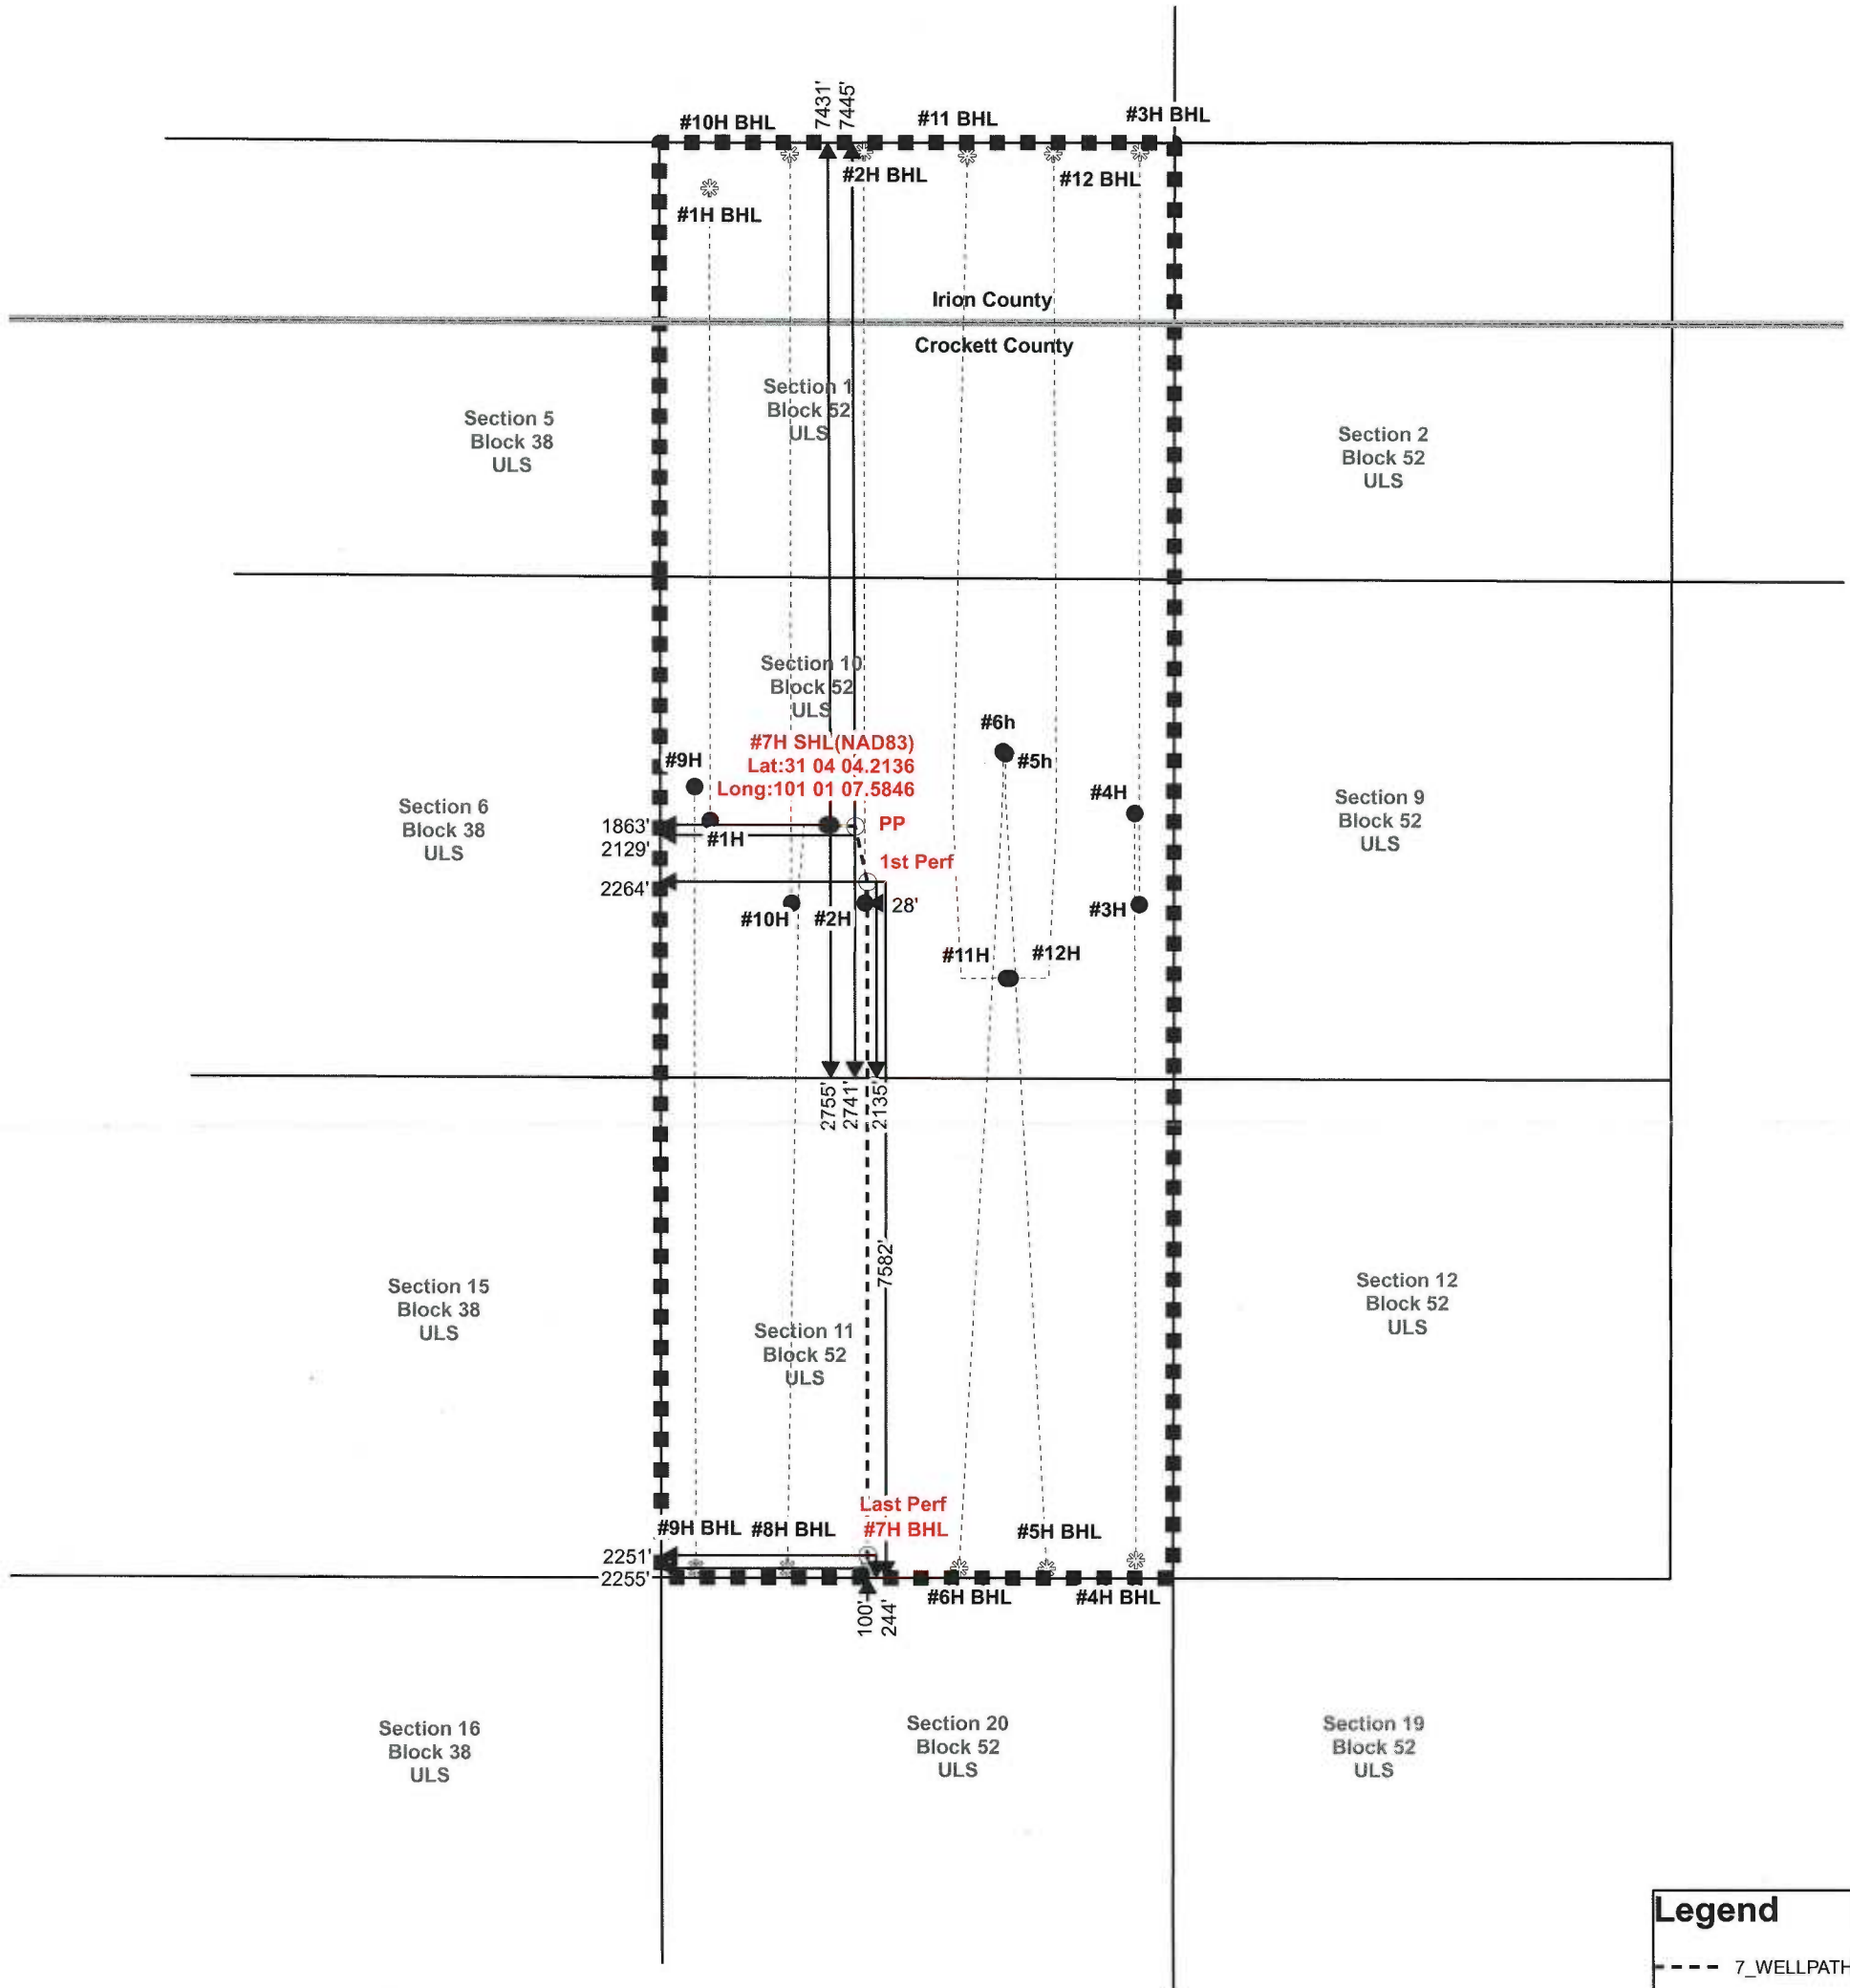 7431'
7445'
#10H BHL
#11 BHL
#3H BHL
#2H BHL
#12 BHL
#1H BHL
Irion County
Crockett County
Section 1
Block 52
ULS
Section 5
Block 38
ULS
Section 2
Block 52
ULS
Section 10
Block 52
ULS
#6h
#5h
#7H SHL(NAD83)
Lat:31 04 04.2136
Long:101 01 07.5846
#9H
#4H
Section 6
Block 38
ULS
Section 9
Block 52
ULS
1863'
2129'
#1H
PP
1st Perf
2264'
28'
#10H
#2H
#3H
#11H
#12H
2755'
2741'
2135'
7582'
Section 15
Block 38
ULS
Section 12
Block 52
ULS
Section 11
Block 52
ULS
Last Perf
#9H BHL
#8H BHL
#7H BHL
#5H BHL
2251'
2255'
#6H BHL
#4H BHL
100'
244'
Section 16
Block 38
ULS
Section 20
Block 52
ULS
Section 19
Block 52
ULS
Legend
7_WELLPATH